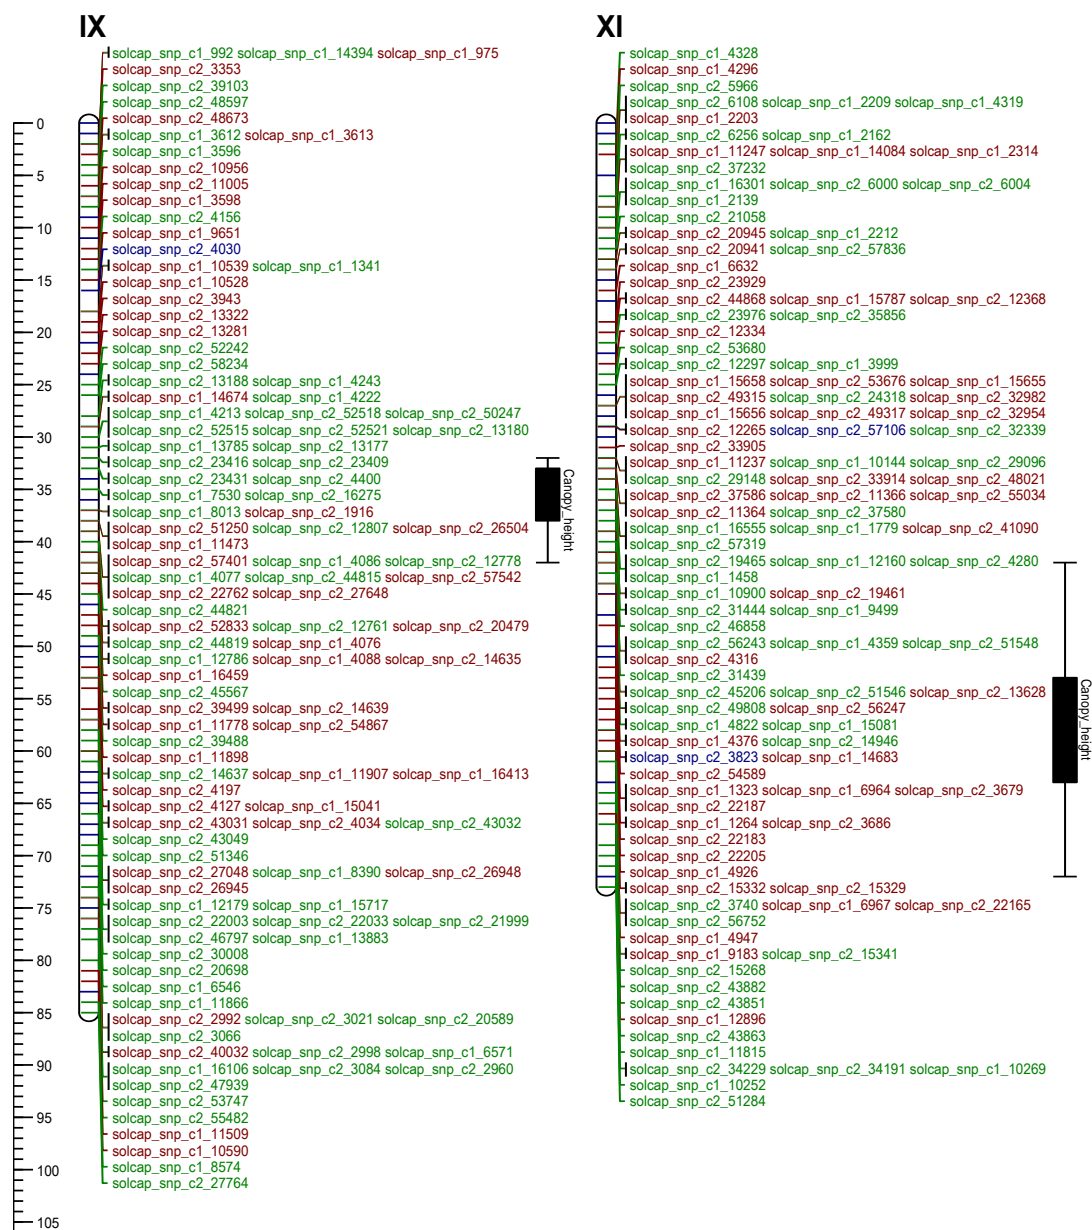 IX
solcap_snp_c1_992 solcap_snp_c1_14394 solcap_snp_c1_975
solcap_snp_c2_3353
solcap_snp_c2_39103
solcap_snp_c2_48597
solcap_snp_c2_48673
solcap_snp_c1_3612 solcap_snp_c1_3613
solcap_snp_c1_3596
solcap_snp_c2_10956
solcap_snp_c2_11005
solcap_snp_c1_3598
solcap_snp_c2_4156
solcap_snp_c1_9651
solcap_snp_c2_4030
solcap_snp_c1_10539 solcap_snp_c1_1341
solcap_snp_c1_10528
solcap_snp_c2_3943
solcap_snp_c2_13322
solcap_snp_c2_13281
solcap_snp_c2_52242
solcap_snp_c2_58234
solcap_snp_c2_13188 solcap_snp_c1_4243
solcap_snp_c1_14674 solcap_snp_c1_4222
solcap_snp_c1_4213 solcap_snp_c2_52518 solcap_snp_c2_50247
solcap_snp_c2_52515 solcap_snp_c2_52521 solcap_snp_c2_13180
solcap_snp_c1_13785 solcap_snp_c2_13177
solcap_snp_c2_23416 solcap_snp_c2_23409
solcap_snp_c2_23431 solcap_snp_c2_4400
solcap_snp_c1_7530 solcap_snp_c2_16275
solcap_snp_c1_8013 solcap_snp_c2_1916
solcap_snp_c2_51250 solcap_snp_c2_12807 solcap_snp_c2_26504
solcap_snp_c1_11473
solcap_snp_c2_57401 solcap_snp_c1_4086 solcap_snp_c2_12778
solcap_snp_c1_4077 solcap_snp_c2_44815 solcap_snp_c2_57542
solcap_snp_c2_22762 solcap_snp_c2_27648
solcap_snp_c2_44821
solcap_snp_c2_52833 solcap_snp_c2_12761 solcap_snp_c2_20479
solcap_snp_c2_44819 solcap_snp_c1_4076
solcap_snp_c1_12786 solcap_snp_c1_4088 solcap_snp_c2_14635
solcap_snp_c1_16459
solcap_snp_c2_45567
solcap_snp_c2_39499 solcap_snp_c2_14639
solcap_snp_c1_11778 solcap_snp_c2_54867
solcap_snp_c2_39488
solcap_snp_c1_11898
solcap_snp_c2_14637 solcap_snp_c1_11907 solcap_snp_c1_16413
solcap_snp_c2_4197
solcap_snp_c2_4127 solcap_snp_c1_15041
solcap_snp_c2_43031 solcap_snp_c2_4034 solcap_snp_c2_43032
solcap_snp_c2_43049
solcap_snp_c2_51346
solcap_snp_c2_27048 solcap_snp_c1_8390 solcap_snp_c2_26948
solcap_snp_c2_26945
solcap_snp_c1_12179 solcap_snp_c1_15717
solcap_snp_c2_22003 solcap_snp_c2_22033 solcap_snp_c2_21999
solcap_snp_c2_46797 solcap_snp_c1_13883
solcap_snp_c2_30008
solcap_snp_c2_20698
solcap_snp_c1_6546
solcap_snp_c1_11866
solcap_snp_c2_2992 solcap_snp_c2_3021 solcap_snp_c2_20589
solcap_snp_c2_3066
solcap_snp_c2_40032 solcap_snp_c2_2998 solcap_snp_c1_6571
solcap_snp_c1_16106 solcap_snp_c2_3084 solcap_snp_c2_2960
solcap_snp_c2_47939
solcap_snp_c2_53747
solcap_snp_c2_55482
solcap_snp_c1_11509
solcap_snp_c1_10590
solcap_snp_c1_8574
solcap_snp_c2_27764
0
5
10
15
20
25
30
35
40
45
50
55
60
65
70
75
80
85
90
95
100
105
Canopy_height
XI
solcap_snp_c1_4328
solcap_snp_c1_4296
solcap_snp_c2_5966
solcap_snp_c2_6108 solcap_snp_c1_2209 solcap_snp_c1_4319
solcap_snp_c1_2203
solcap_snp_c2_6256 solcap_snp_c1_2162
solcap_snp_c1_11247 solcap_snp_c1_14084 solcap_snp_c1_2314
solcap_snp_c2_37232
solcap_snp_c1_16301 solcap_snp_c2_6000 solcap_snp_c2_6004
solcap_snp_c1_2139
solcap_snp_c2_21058
solcap_snp_c2_20945 solcap_snp_c1_2212
solcap_snp_c2_20941 solcap_snp_c2_57836
solcap_snp_c1_6632
solcap_snp_c2_23929
solcap_snp_c2_44868 solcap_snp_c1_15787 solcap_snp_c2_12368
solcap_snp_c2_23976 solcap_snp_c2_35856
solcap_snp_c2_12334
solcap_snp_c2_53680
solcap_snp_c2_12297 solcap_snp_c1_3999
solcap_snp_c1_15658 solcap_snp_c2_53676 solcap_snp_c1_15655
solcap_snp_c2_49315 solcap_snp_c2_24318 solcap_snp_c2_32982
solcap_snp_c1_15656 solcap_snp_c2_49317 solcap_snp_c2_32954
solcap_snp_c2_12265 solcap_snp_c2_57106 solcap_snp_c2_32339
solcap_snp_c2_33905
solcap_snp_c1_11237 solcap_snp_c1_10144 solcap_snp_c2_29096
solcap_snp_c2_29148 solcap_snp_c2_33914 solcap_snp_c2_48021
solcap_snp_c2_37586 solcap_snp_c2_11366 solcap_snp_c2_55034
solcap_snp_c2_11364 solcap_snp_c2_37580
solcap_snp_c1_16555 solcap_snp_c1_1779 solcap_snp_c2_41090
solcap_snp_c2_57319
solcap_snp_c2_19465 solcap_snp_c1_12160 solcap_snp_c2_4280
solcap_snp_c1_1458
solcap_snp_c1_10900 solcap_snp_c2_19461
solcap_snp_c2_31444 solcap_snp_c1_9499
solcap_snp_c2_46858
solcap_snp_c2_56243 solcap_snp_c1_4359 solcap_snp_c2_51548
solcap_snp_c2_4316
solcap_snp_c2_31439
solcap_snp_c2_45206 solcap_snp_c2_51546 solcap_snp_c2_13628
solcap_snp_c2_49808 solcap_snp_c2_56247
solcap_snp_c1_4822 solcap_snp_c1_15081
solcap_snp_c1_4376 solcap_snp_c2_14946
solcap_snp_c2_3823 solcap_snp_c1_14683
solcap_snp_c2_54589
solcap_snp_c1_1323 solcap_snp_c1_6964 solcap_snp_c2_3679
solcap_snp_c2_22187
solcap_snp_c1_1264 solcap_snp_c2_3686
solcap_snp_c2_22183
solcap_snp_c2_22205
solcap_snp_c1_4926
solcap_snp_c2_15332 solcap_snp_c2_15329
solcap_snp_c2_3740 solcap_snp_c1_6967 solcap_snp_c2_22165
solcap_snp_c2_56752
solcap_snp_c1_4947
solcap_snp_c1_9183 solcap_snp_c2_15341
solcap_snp_c2_15268
solcap_snp_c2_43882
solcap_snp_c2_43851
solcap_snp_c1_12896
solcap_snp_c2_43863
solcap_snp_c1_11815
solcap_snp_c2_34229 solcap_snp_c2_34191 solcap_snp_c1_10269
solcap_snp_c1_10252
solcap_snp_c2_51284
Canopy_height